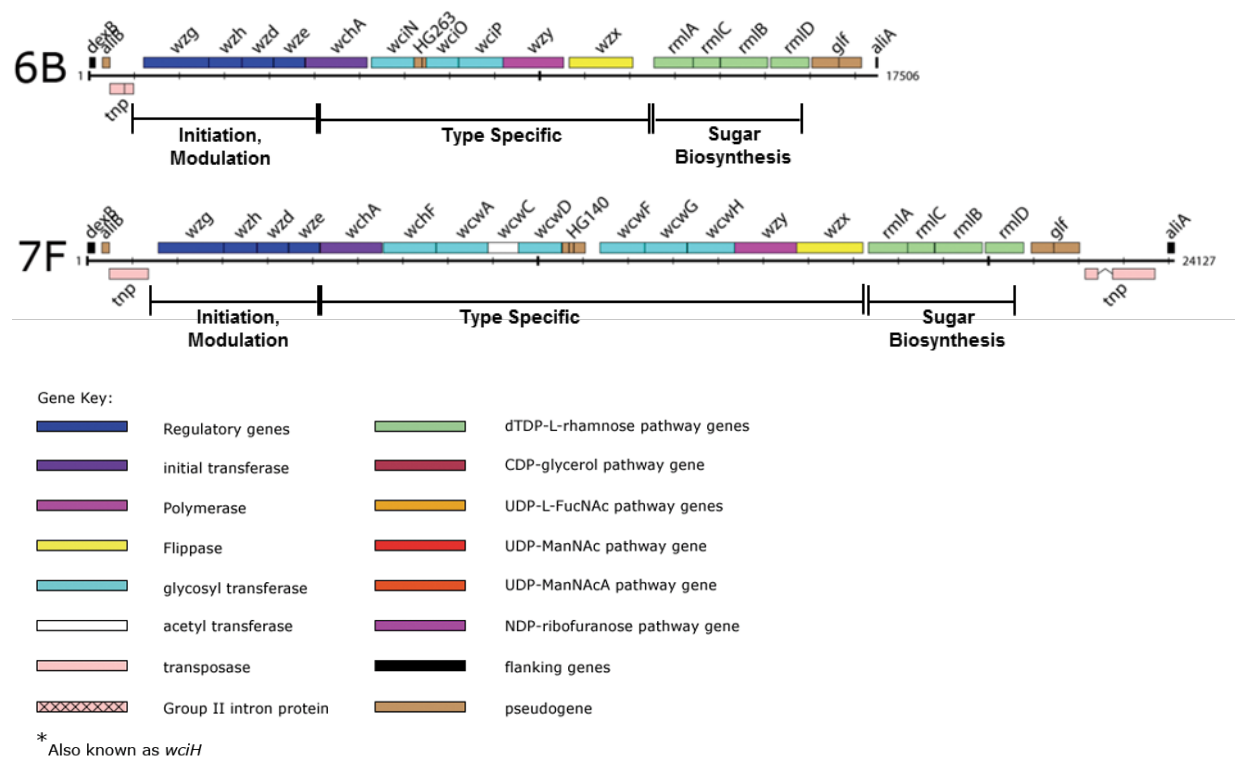 dexB aliB wzg wzh wzd wze wchA wciN HG263 wciO wciP wzy wzx rmlA rmlC rmlB rmlD glf aliA
6B 1 17506
tnp
Initiation, Modulation
Type Specific
Sugar Biosynthesis
dexB aliB wzg wzh wzd wze wchA wchF wcwA wcwC wcwD HG140 wcwF wcwG wcwH wzy wzx rmlA rmlC rmlB rmlD glf aliA
7F 1 24127
tnp tnp
Initiation, Modulation
Type Specific
Sugar Biosynthesis
Gene Key:
Regulatory genes
initial transferase
Polymerase
Flippase
glycosyl transferase
acetyl transferase
transposase
Group II intron protein
dTDP-L-rhamnose pathway genes
CDP-glycerol pathway gene
UDP-L-FucNAc pathway genes
UDP-ManNAc pathway gene
UDP-ManNAcA pathway gene
NDP-ribofuranose pathway gene
flanking genes
pseudogene
*Also known as wciH